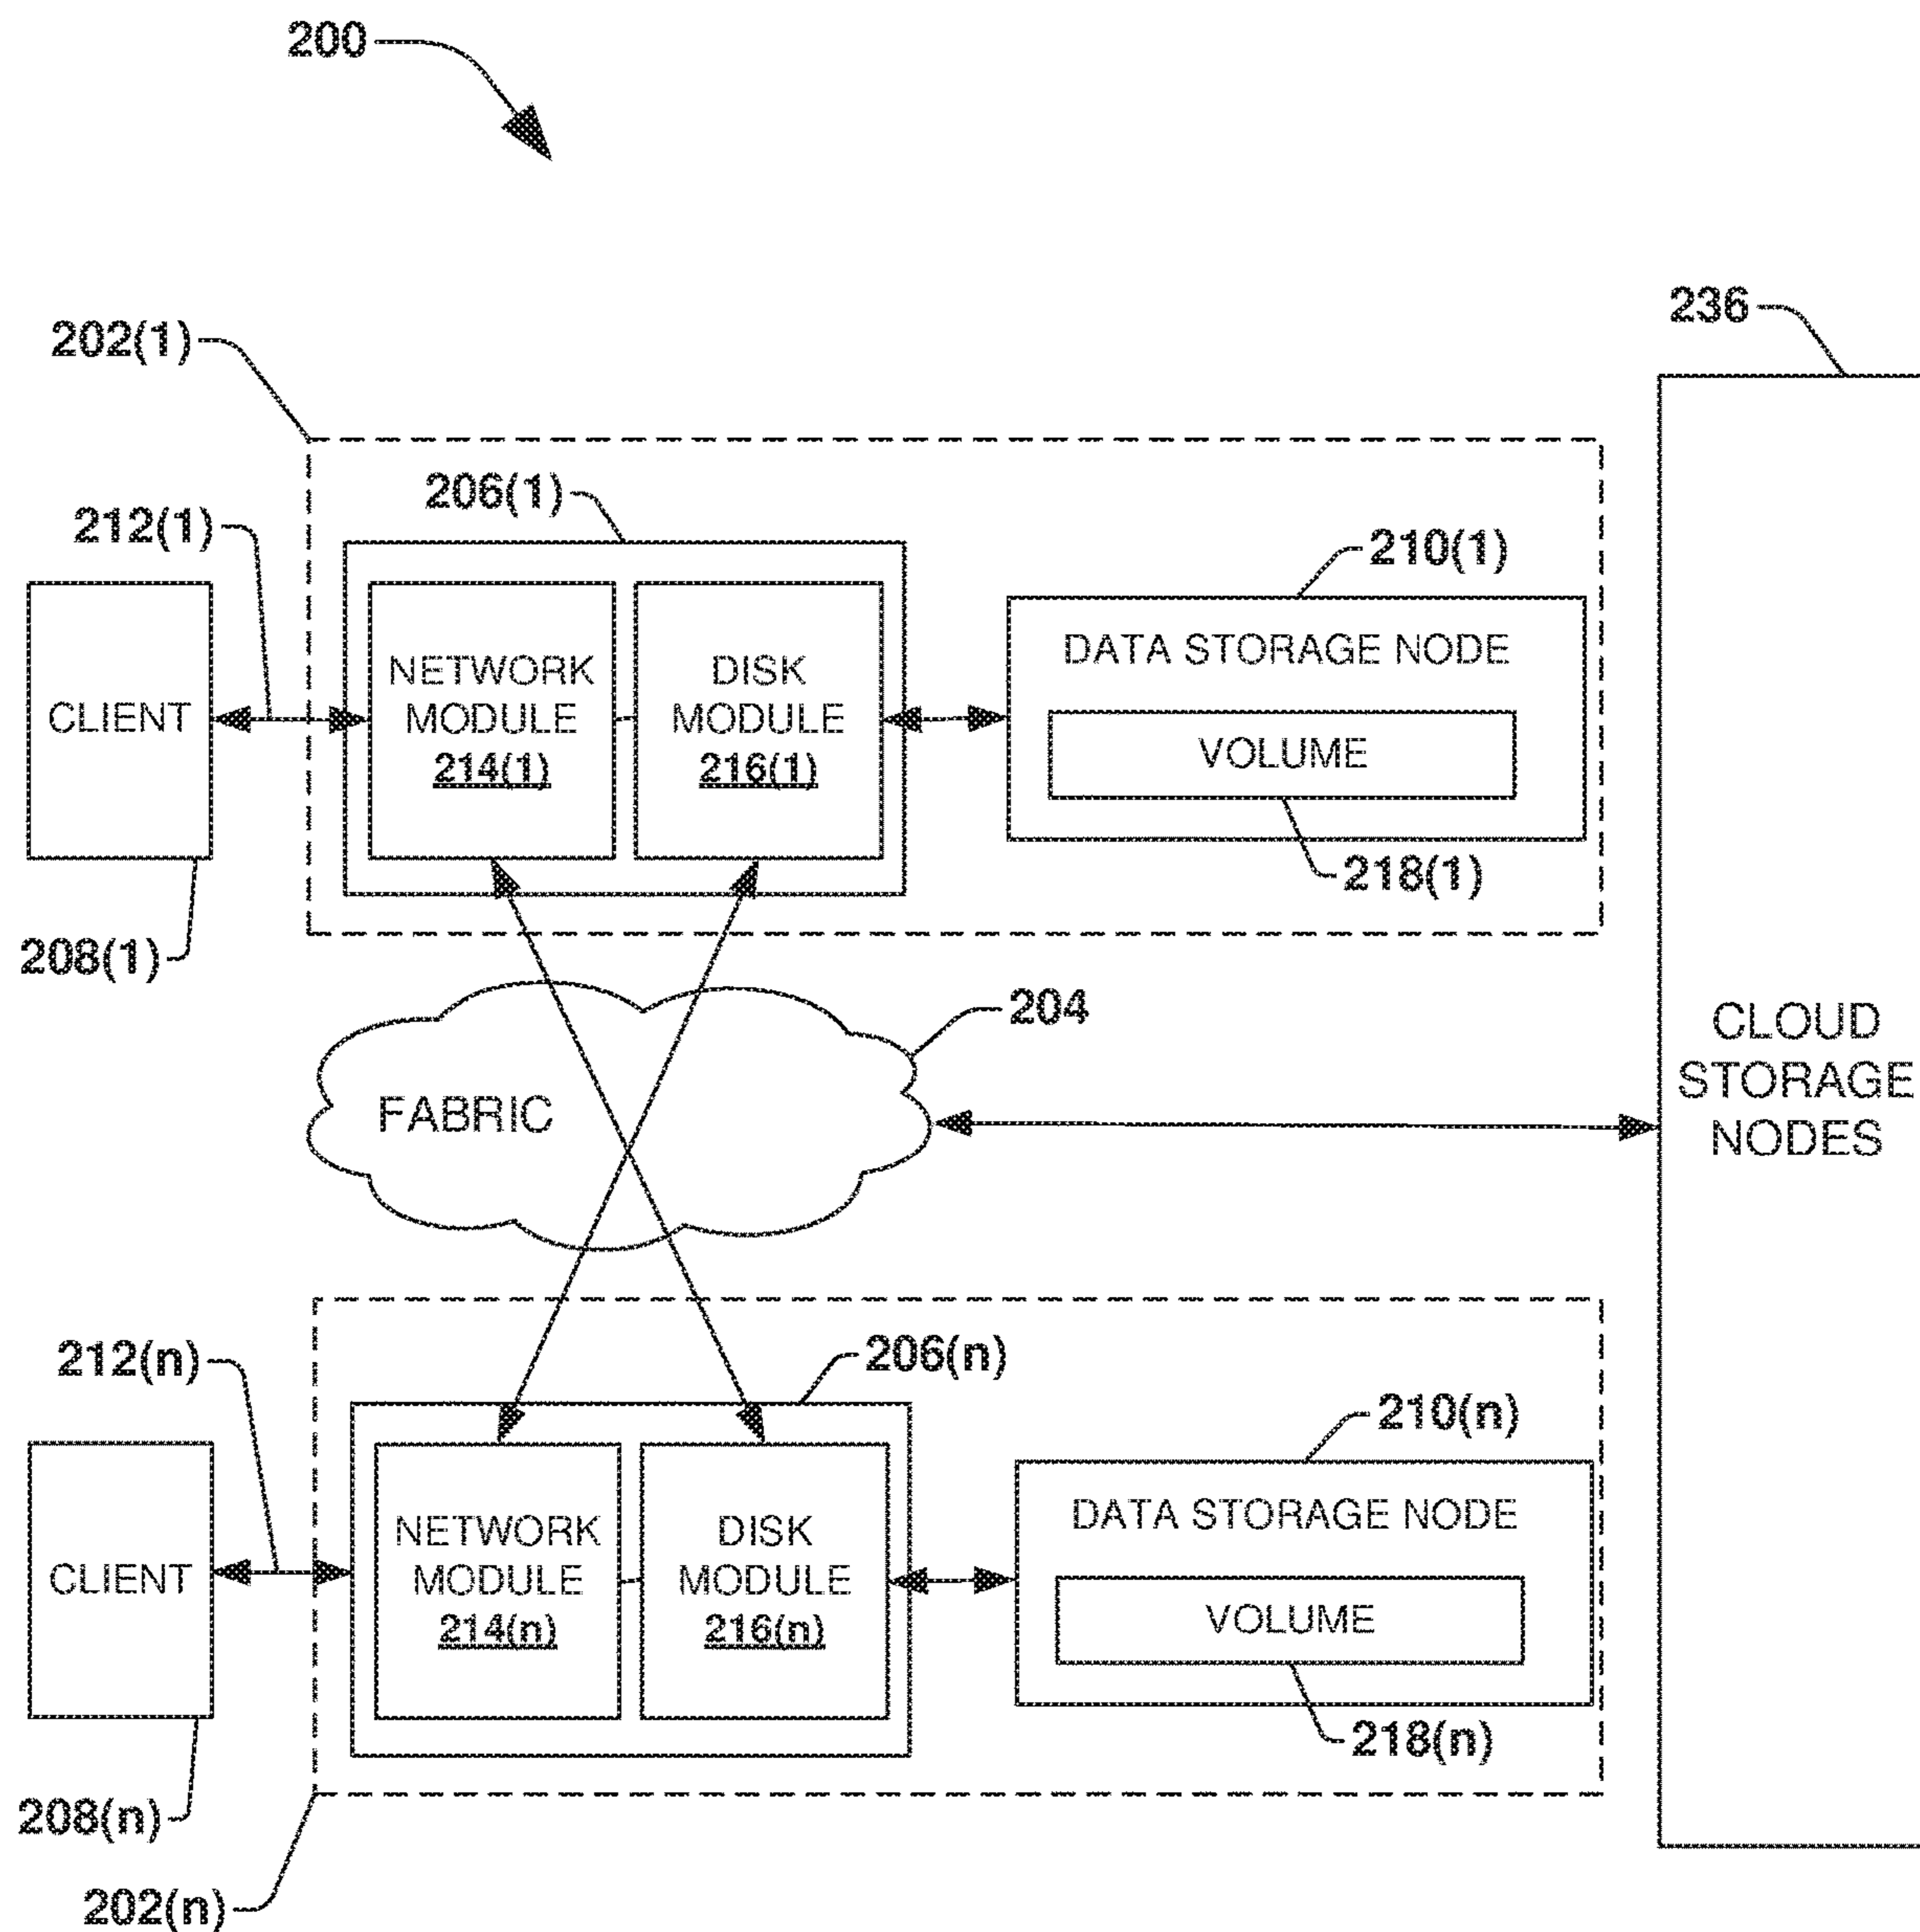 200
236
202(1)
206(1)
212(1)
210(1)
DATA STORAGE NODE
NETWORK
MODULE
214(1)
DISK
MODULE
216(1)
CLIENT
VOLUME
218(1)
208(1)
204
FABRIC
CLOUD
STORAGE
NODES
212(n)
206(n)
210(n)
DATA STORAGE NODE
NETWORK
MODULE
214(n)
DISK
MODULE
216(n)
CLIENT
VOLUME
218(n)
208(n)
202(n)